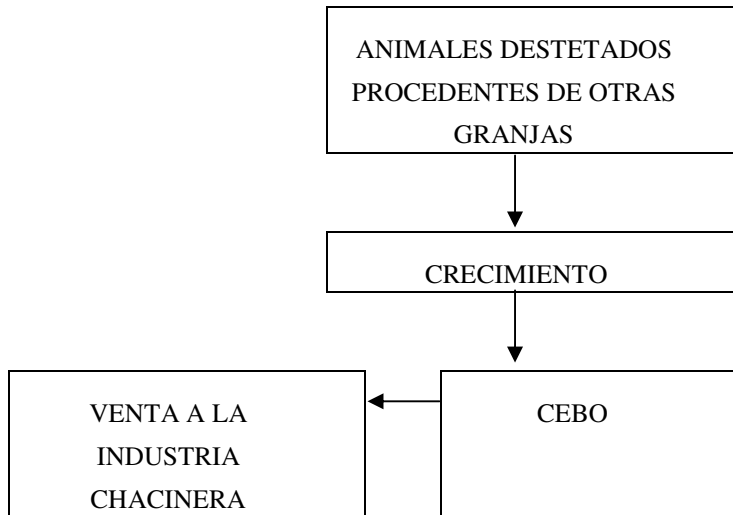 ANIMALES DESTETADOS
PROCEDENTES DE OTRAS
GRANJAS
CRECIMIENTO
VENTA A LA
INDUSTRIA
CHACINERA
CEBO